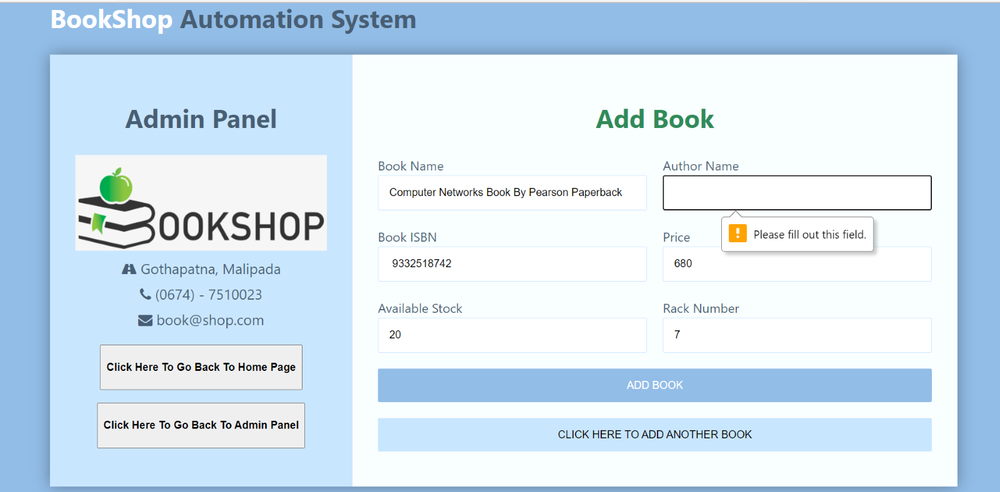 BookShop Automation System
Admin Panel
BOOKSHOP
Gothapatna, Malipada
(0674) - 7510023
book@shop.com
Click Here To Go Back To Home Page
Click Here To Go Back To Admin Panel
Add Book
Book Name
Computer Networks Book By Pearson Paperback
Author Name
Please fill out this field.
Book ISBN
9332518742
Price
680
Available Stock
20
Rack Number
7
ADD BOOK
CLICK HERE TO ADD ANOTHER BOOK